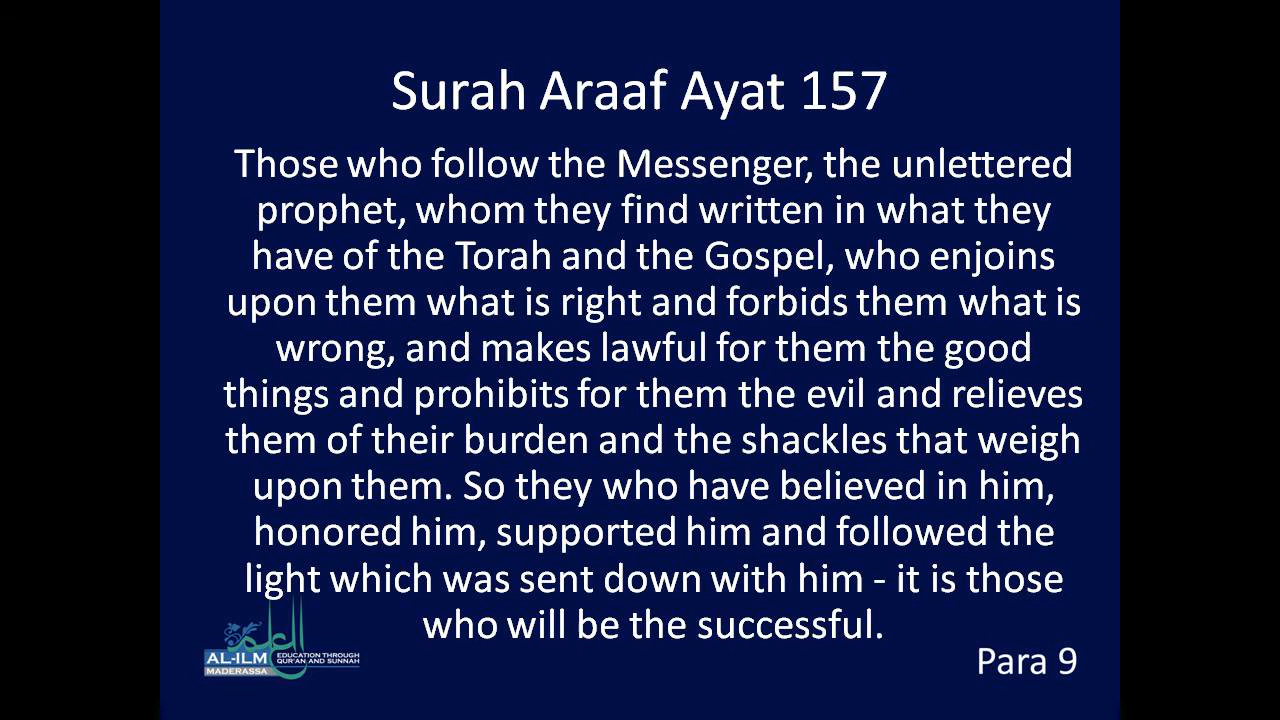 Surah Araaf Ayat 157
Those who follow the Messenger, the unlettered
prophet, whom they find written in what they
have of the Torah and the Gospel, who enjoins
upon them what is right and forbids them what is
wrong, and makes lawful for them the good
things and prohibits for them the evil and relieves
them of their burden and the shackles that weigh
upon them. So they who have believed in him,
honored him, supported him and followed the
light which was sent down with him - it is those
who will be the successful.
العلم
AL-ILM
MADERASSA
EDUCATION THROUGH
QUR'AN AND SUNNAH
Para 9